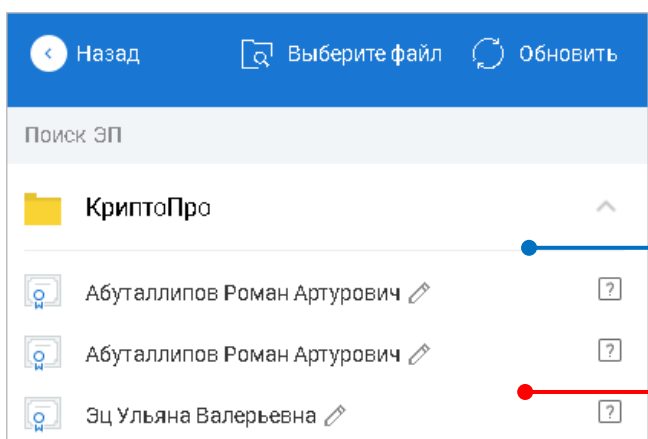 Назад Выберите файл Обновить
Поиск ЭП
КриптоПро
Абуталлипов Роман Артурович ?
Абуталлипов Роман Артурович ?
Эц Ульяна Валерьевна ?